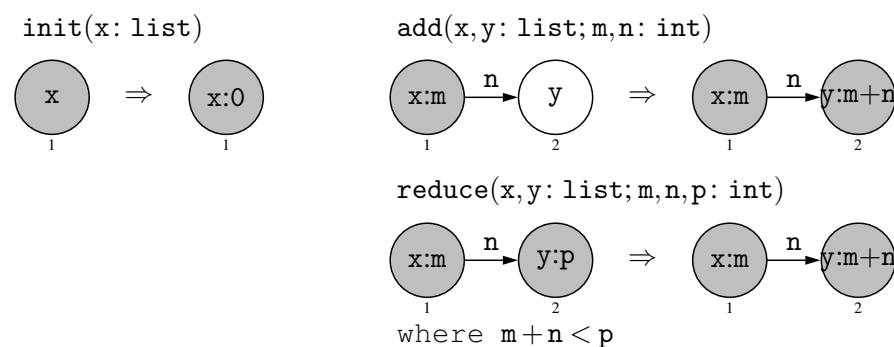 init(x: list)
x ⇒ x:0
1 1
add(x,y: list; m,n: int)
x:m n y ⇒ x:m n y:m+n
1 2 1 2
reduce(x,y: list; m,n,p: int)
x:m n y:p ⇒ x:m n y:m+n
1 2 1 2
where m+n<p